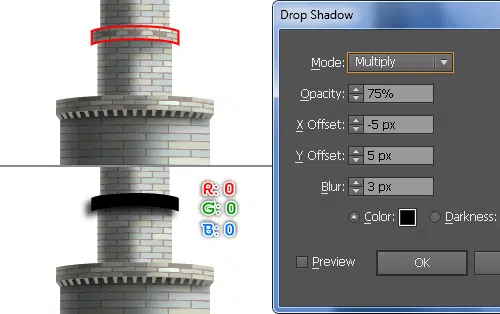 Drop Shadow
Mode: Multiply
Opacity: 75%
X Offset: -5 px
Y Offset: 5 px
Blur: 3 px
Color: Darkness:
Preview OK
R: 0
G: 0
B: 0